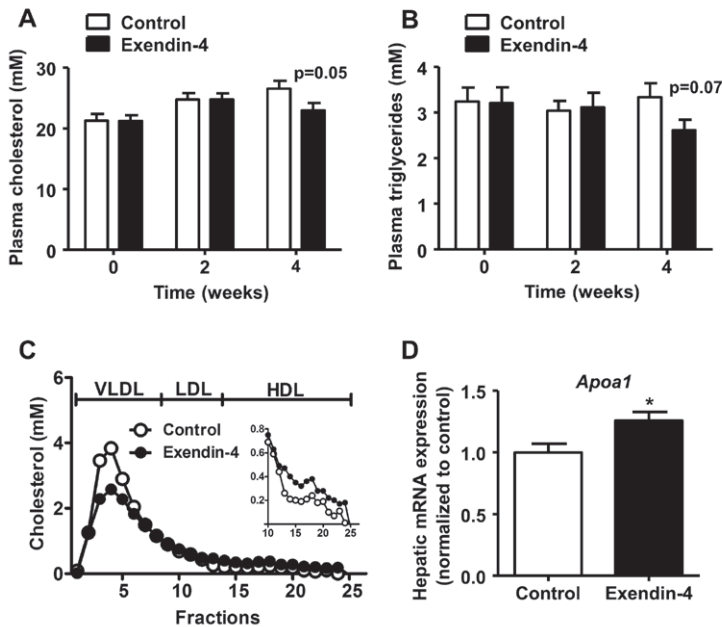 A
Control
Exendin-4
Plasma cholesterol (mM)
30
20
10
0
p=0.05
0 2 4
Time (weeks)
B
Control
Exendin-4
Plasma triglycerides (mM)
4
3
2
1
0
p=0.07
0 2 4
Time (weeks)
C
Cholesterol (mM)
6
4
2
0
VLDL LDL HDL
Control
Exendin-4
0.8
0.6
0.4
0.2
10 15 20 25
5 10 15 20 25
Fractions
D
Hepatic mRNA expression
(normalized to control)
1.5
1.0
0.5
0.0
Apoa1
*
Control Exendin-4